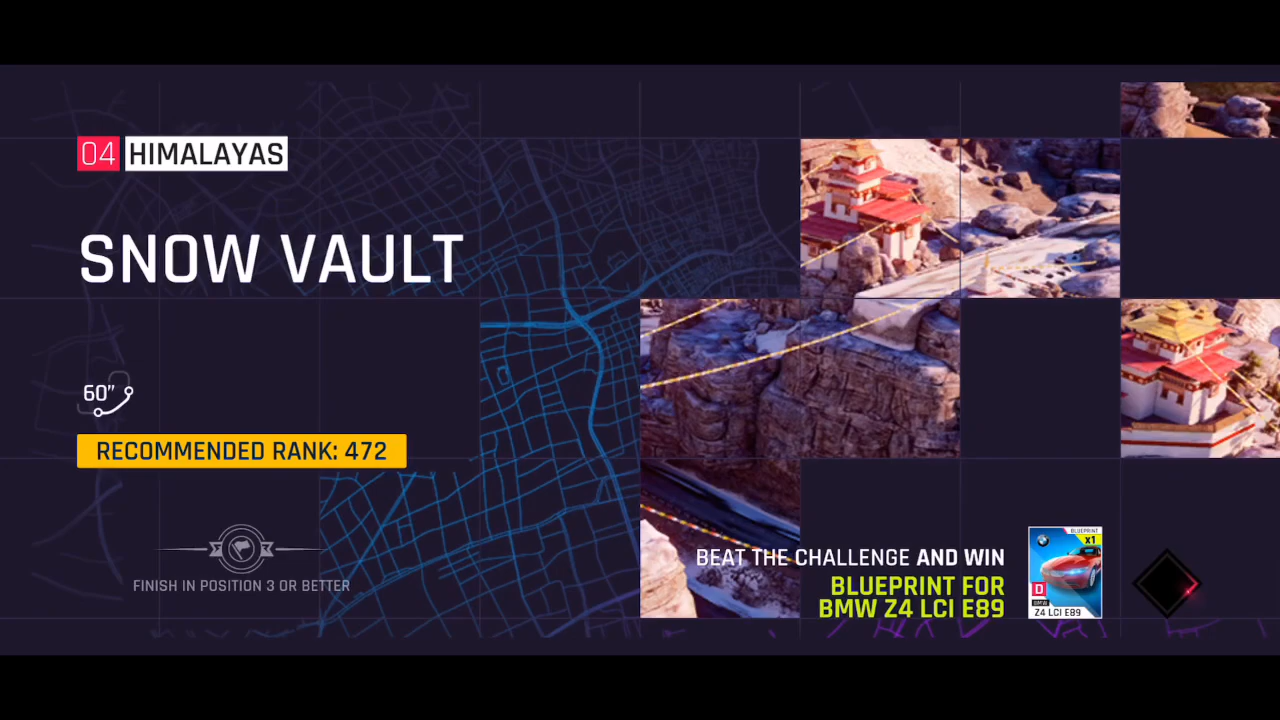 04 HIMALAYAS
SNOW VAULT
60"
RECOMMENDED RANK: 472
FINISH IN POSITION 3 OR BETTER
BEAT THE CHALLENGE AND WIN
BLUEPRINT FOR
BMW Z4 LCI E89
BLUEPRINT
x1
D
BMW
Z4 LCI E89